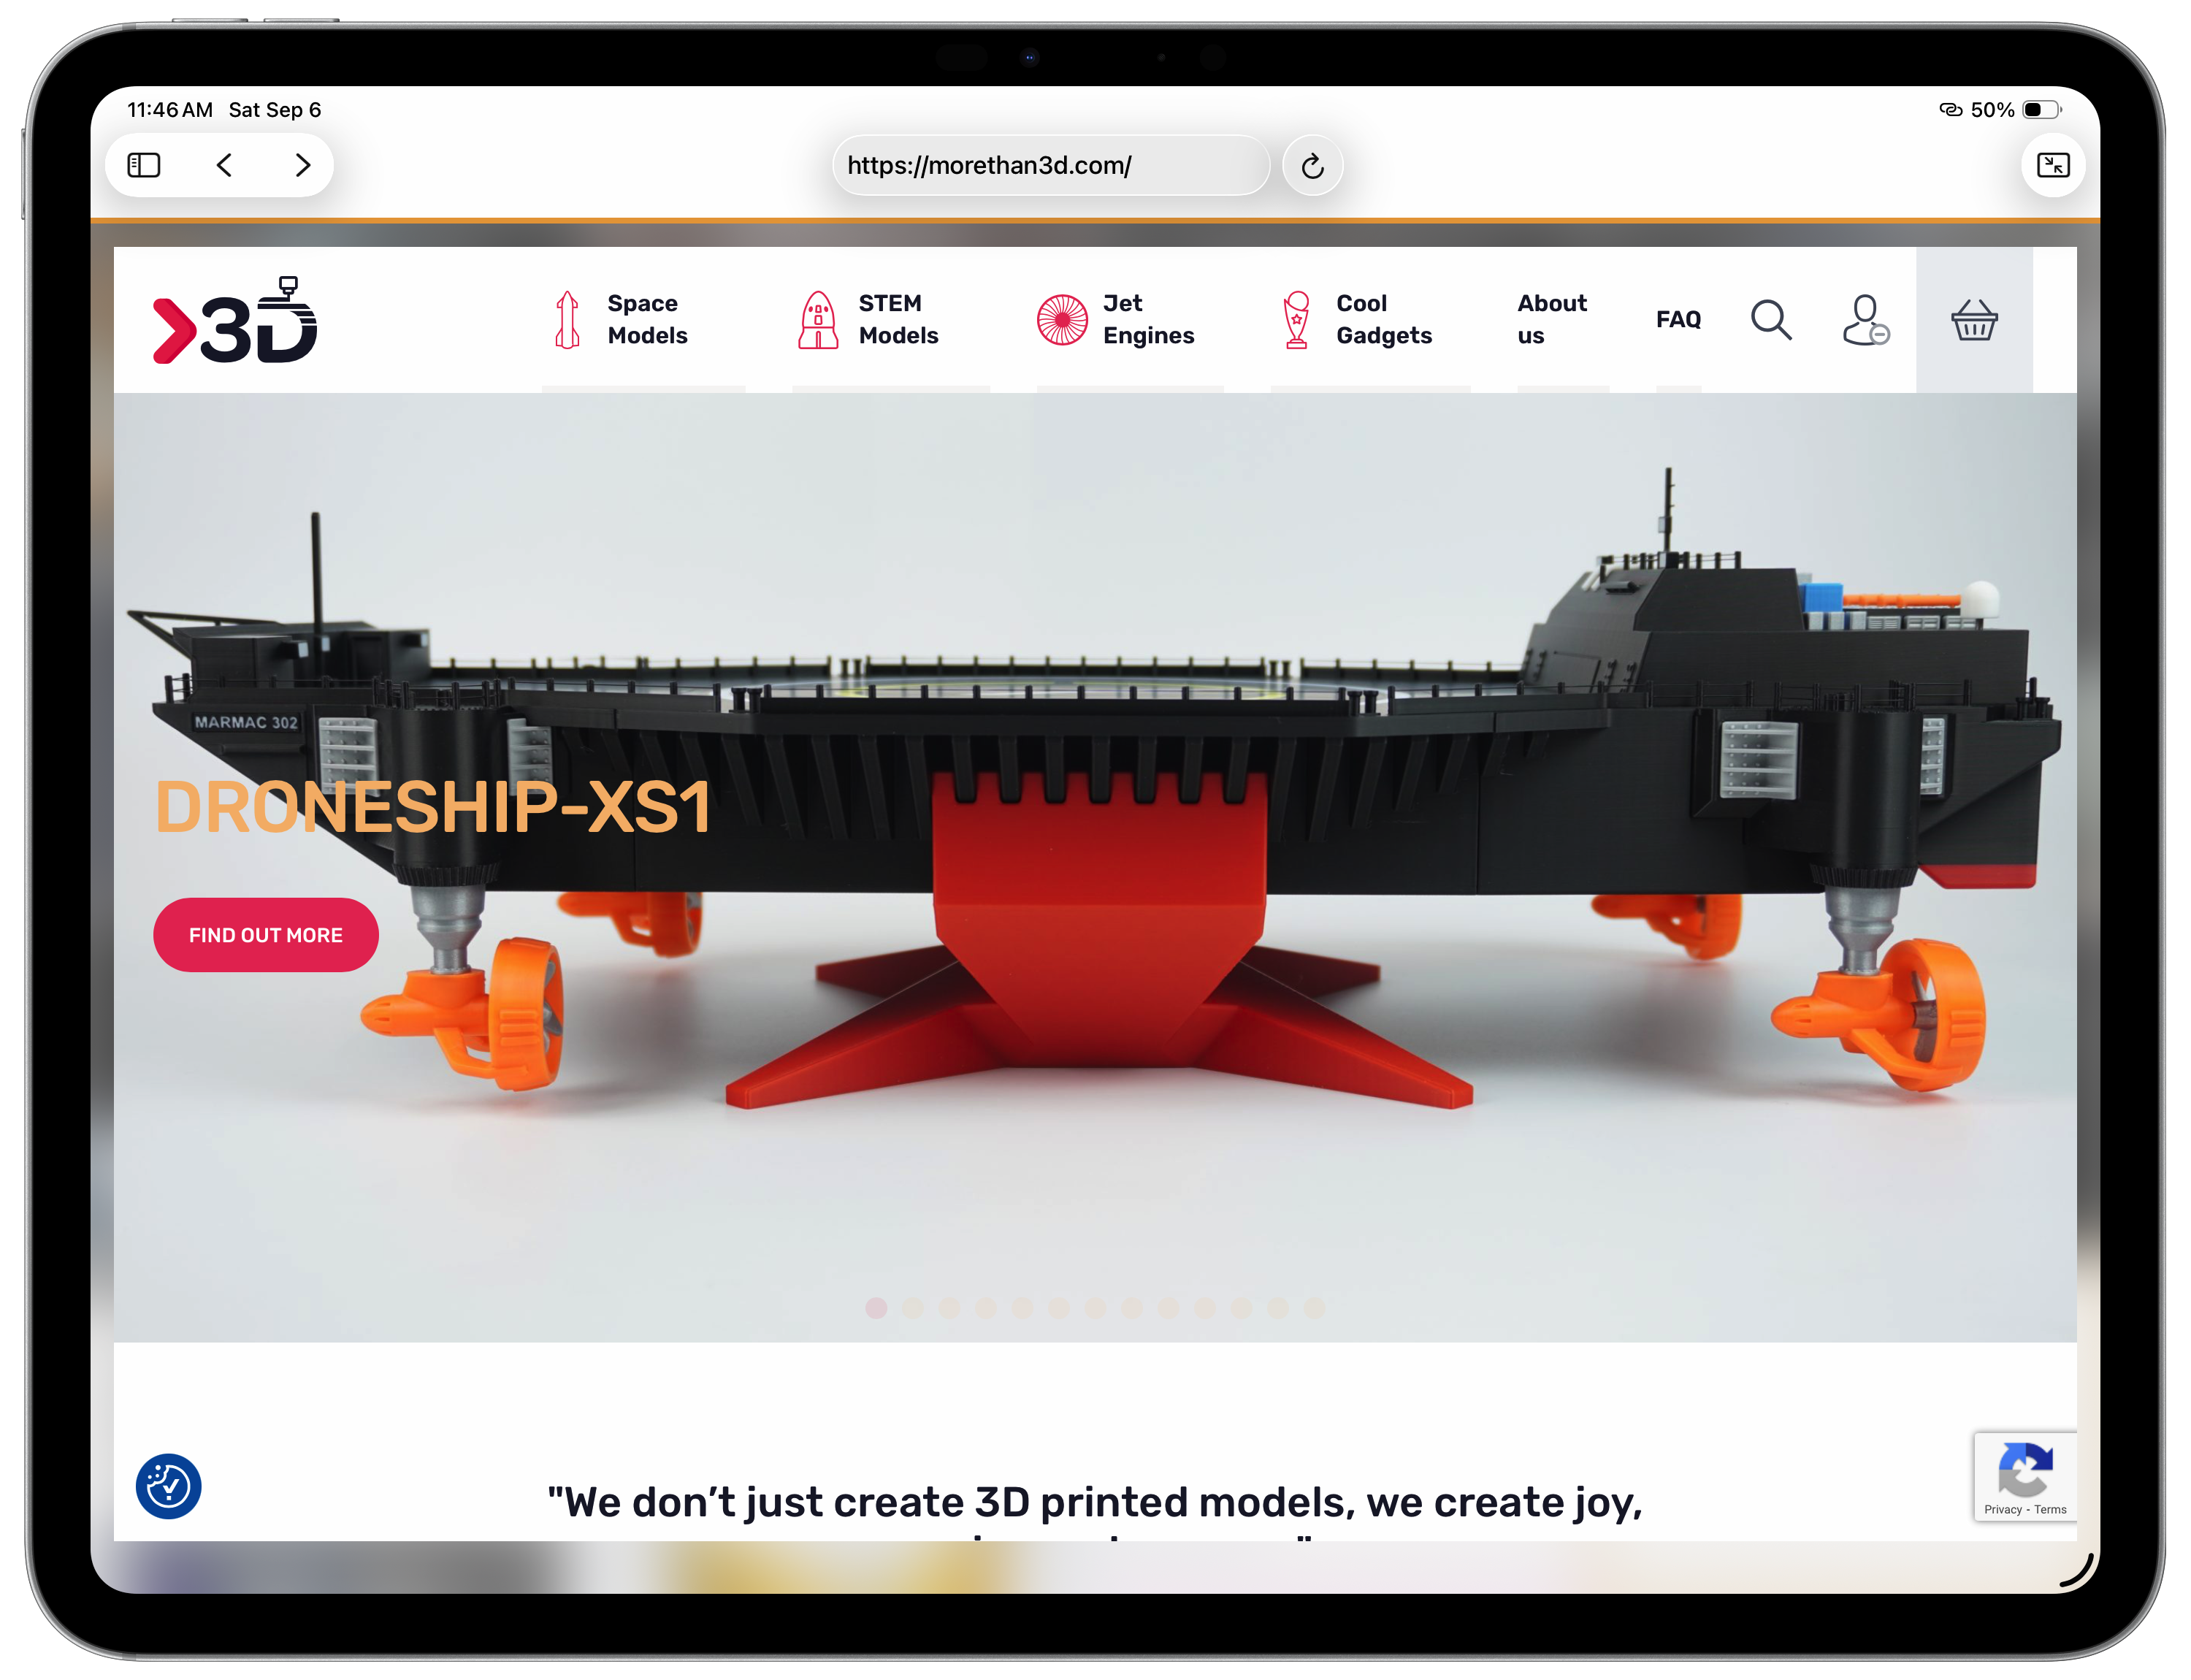 11:46 AM Sat Sep 6
50%
https://morethan3d.com/
3D
Space
Models
STEM
Models
Jet
Engines
Cool
Gadgets
About
us
FAQ
MARMAC 302
DRONESHIP-XS1
FIND OUT MORE
"We don’t just create 3D printed models, we create joy,
Privacy - Terms